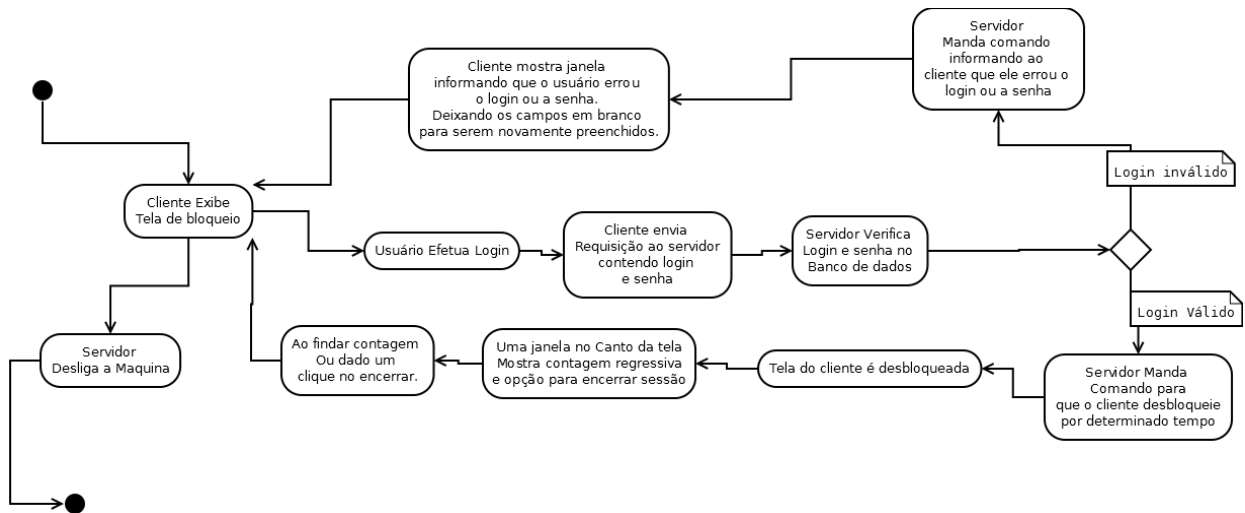 Servidor
Manda comando
informando ao
cliente que ele errou o
login ou a senha
Cliente mostra janela
informando que o usuário errou
o login ou a senha.
Deixando os campos em branco
para serem novamente preenchidos.
Login inválido
Cliente Exibe
Tela de bloqueio
Usuário Efetua Login
Cliente envia
Requisição ao servidor
contendo login
e senha
Servidor Verifica
Login e senha no
Banco de dados
Login Válido
Servidor
Desliga a Maquina
Ao findar contagem
Ou dado um
clique no encerrar.
Uma janela no Canto da tela
Mostra contagem regressiva
e opção para encerrar sessão
Tela do cliente é desbloqueada
Servidor Manda
Comando para
que o cliente desbloqueie
por determinado tempo